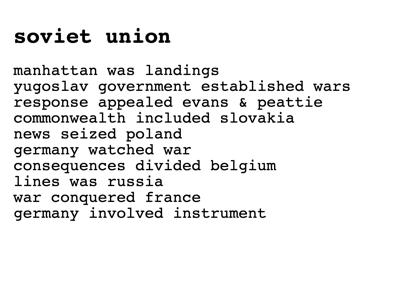 soviet union
manhattan was landings
yugoslav government established wars
response appealed evans & peattie
commonwealth included slovakia
news seized poland
germany watched war
consequences divided belgium
lines was russia
war conquered france
germany involved instrument